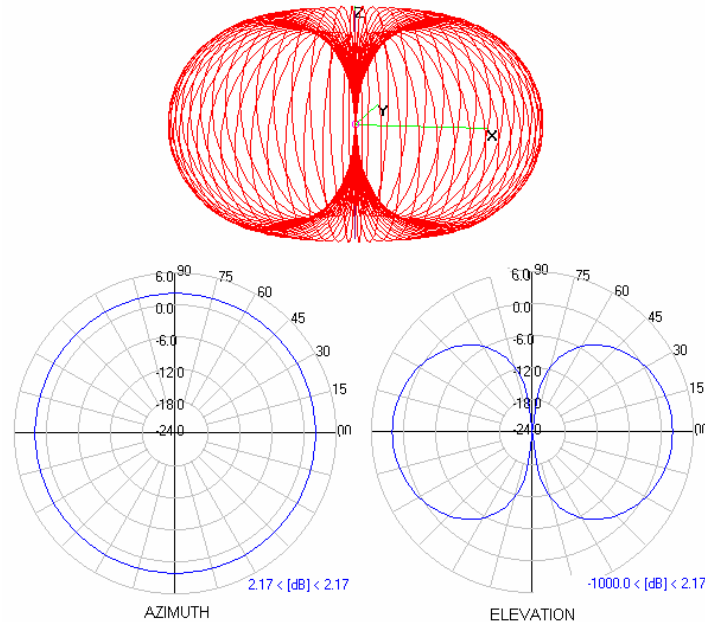 Z
Y
X
6.0 90 75 60 45 30 15
0.0
-6.0
-12.0
-18.0
-24.0
2.17 < [dB] < 2.17
AZIMUTH
6.0 90 75 60 45 30 15
0.0
-6.0
-12.0
-18.0
-24.0
-1000.0 < [dB] < 2.17
ELEVATION